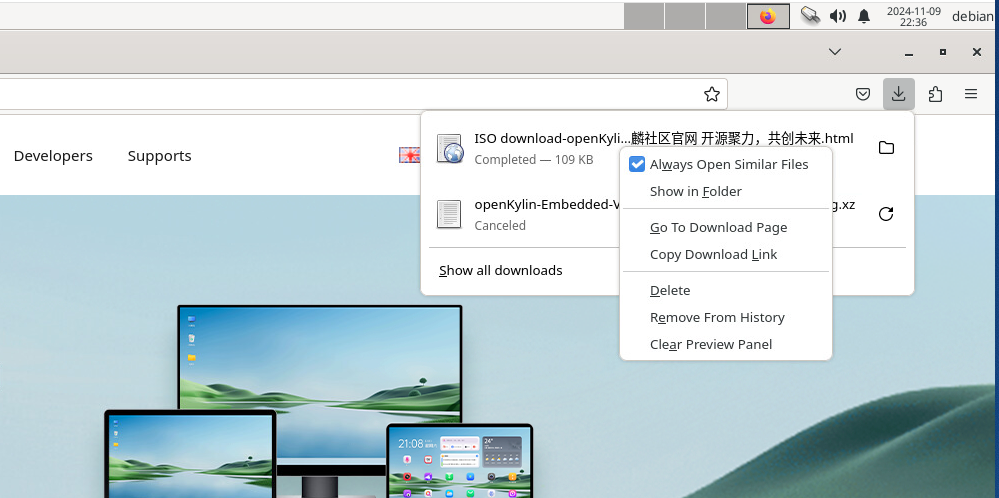 2024-11-09
22:36
debian
Developers
Supports
ISO download-openKyli...麟社区官网 开源聚力，共创未来.html
Completed — 109 KB
openKylin-Embedded-V
g.xz
Canceled
Show all downloads
Always Open Similar Files
Show in Folder
Go To Download Page
Copy Download Link
Delete
Remove From History
Clear Preview Panel
21:08
24°